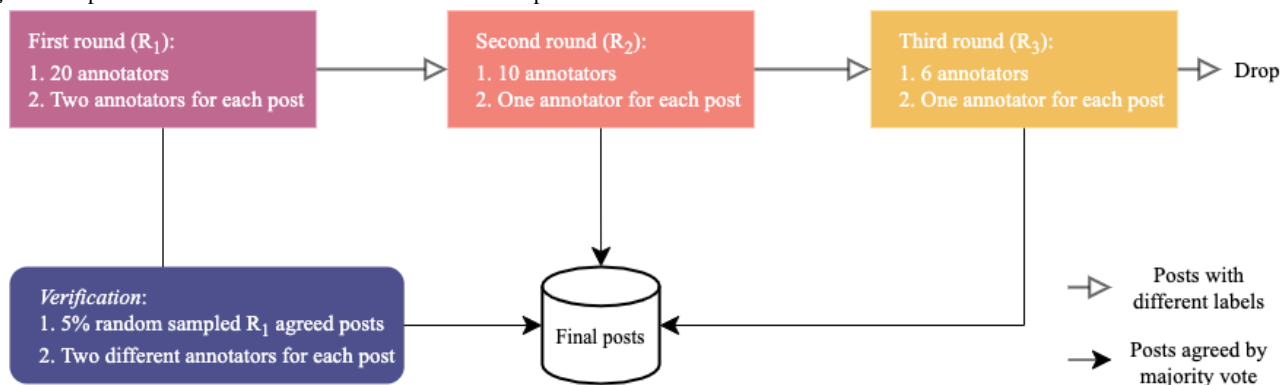 First round (R1):
1. 20 annotators
2. Two annotators for each post
Second round (R2):
1. 10 annotators
2. One annotator for each post
Third round (R3):
1. 6 annotators
2. One annotator for each post
Drop
Verification:
1. 5% random sampled R1 agreed posts
2. Two different annotators for each post
Final posts
Posts with
different labels
Posts agreed by
majority vote